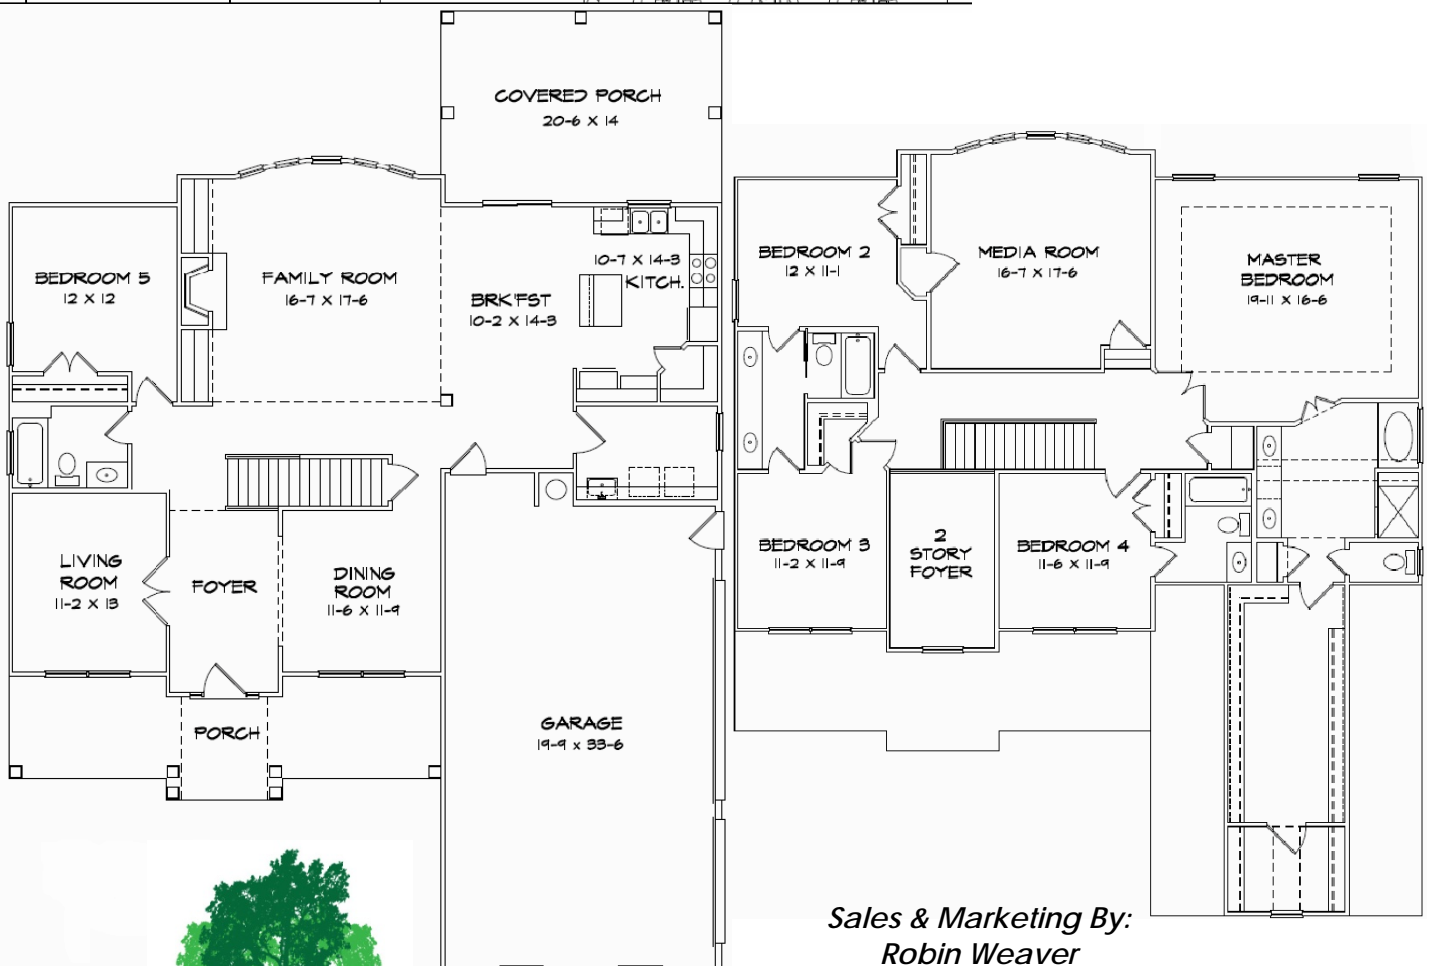 COVERED PORCH
20-6 X 14
BEDROOM 5
12 X 12
FAMILY ROOM
16-7 X 17-6
BRK'FST
10-2 X 14-3
10-7 X 14-3
KITCH.
LIVING
ROOM
11-2 X 13
FOYER
DINING
ROOM
11-6 X 11-9
PORCH
GARAGE
19-9 x 33-6
BEDROOM 2
12 X 11-1
MEDIA ROOM
16-7 X 17-6
MASTER
BEDROOM
19-11 X 16-6
BEDROOM 3
11-2 X 11-9
2
STORY
FOYER
BEDROOM 4
11-6 X 11-9
Sales & Marketing By:
Robin Weaver